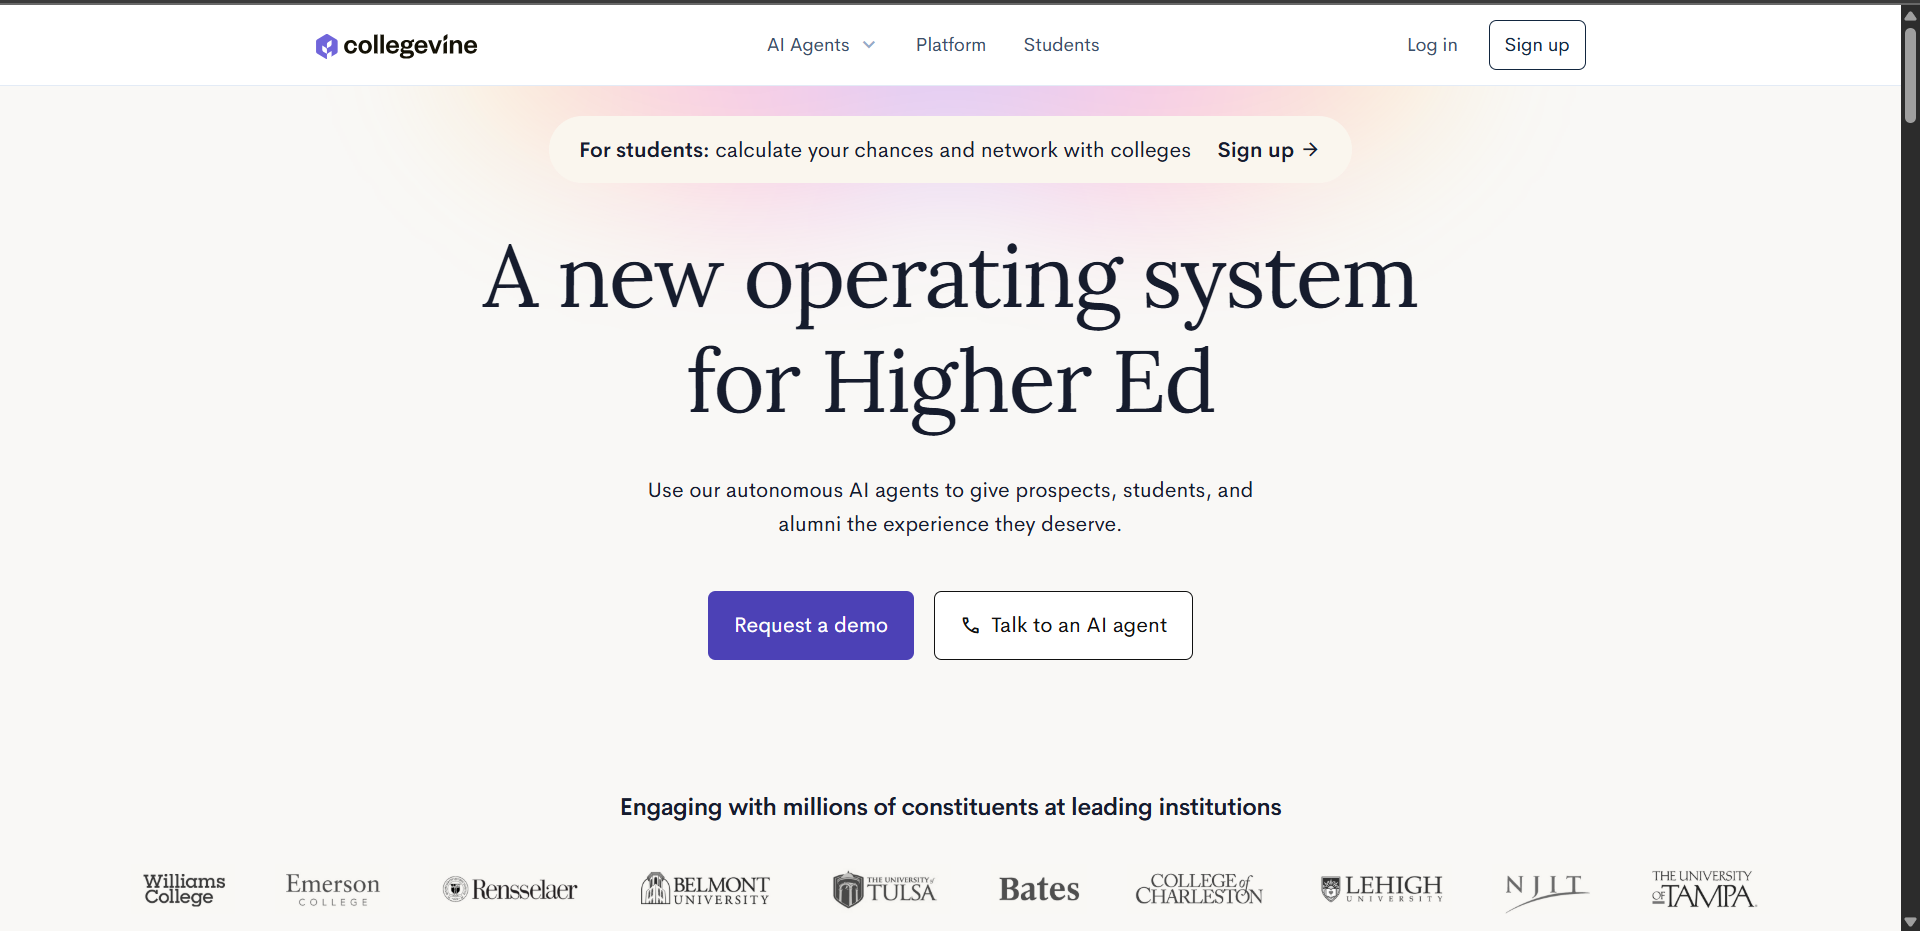 collegevine
AI Agents
Platform
Students
Log in
Sign up
For students: calculate your chances and network with colleges
Sign up →
A new operating system
for Higher Ed
Use our autonomous AI agents to give prospects, students, and
alumni the experience they deserve.
Request a demo
Talk to an AI agent
Engaging with millions of constituents at leading institutions
Williams
College
Emerson
COLLEGE
Rensselaer
BELMONT
UNIVERSITY
THE UNIVERSITY of
TULSA
Bates
COLLEGE of
CHARLESTON
LEHIGH
UNIVERSITY
NJIT
THE UNIVERSITY
OF TAMPA